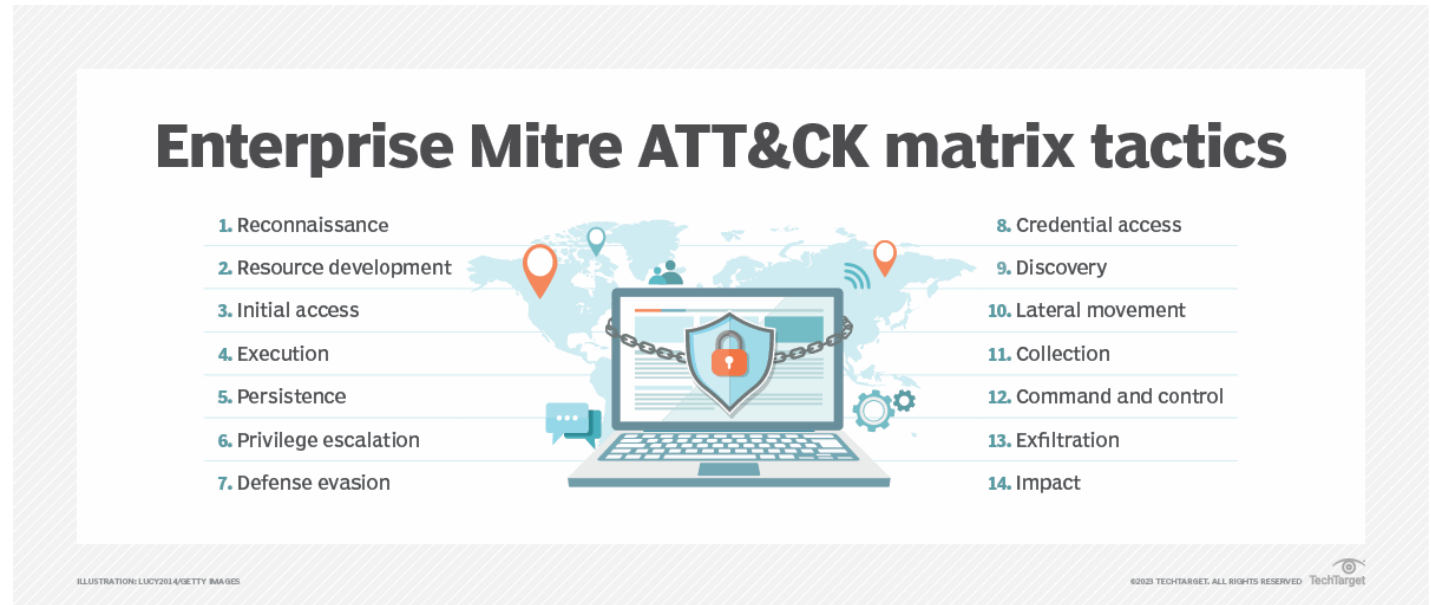 Enterprise Mitre ATT&CK matrix tactics
1. Reconnaissance
2. Resource development
3. Initial access
4. Execution
5. Persistence
6. Privilege escalation
7. Defense evasion
8. Credential access
9. Discovery
10. Lateral movement
11. Collection
12. Command and control
13. Exfiltration
14. Impact
ILLUSTRATION: LUCY2014/GETTY IMAGES
©2023 TECHTARGET. ALL RIGHTS RESERVED TechTarget